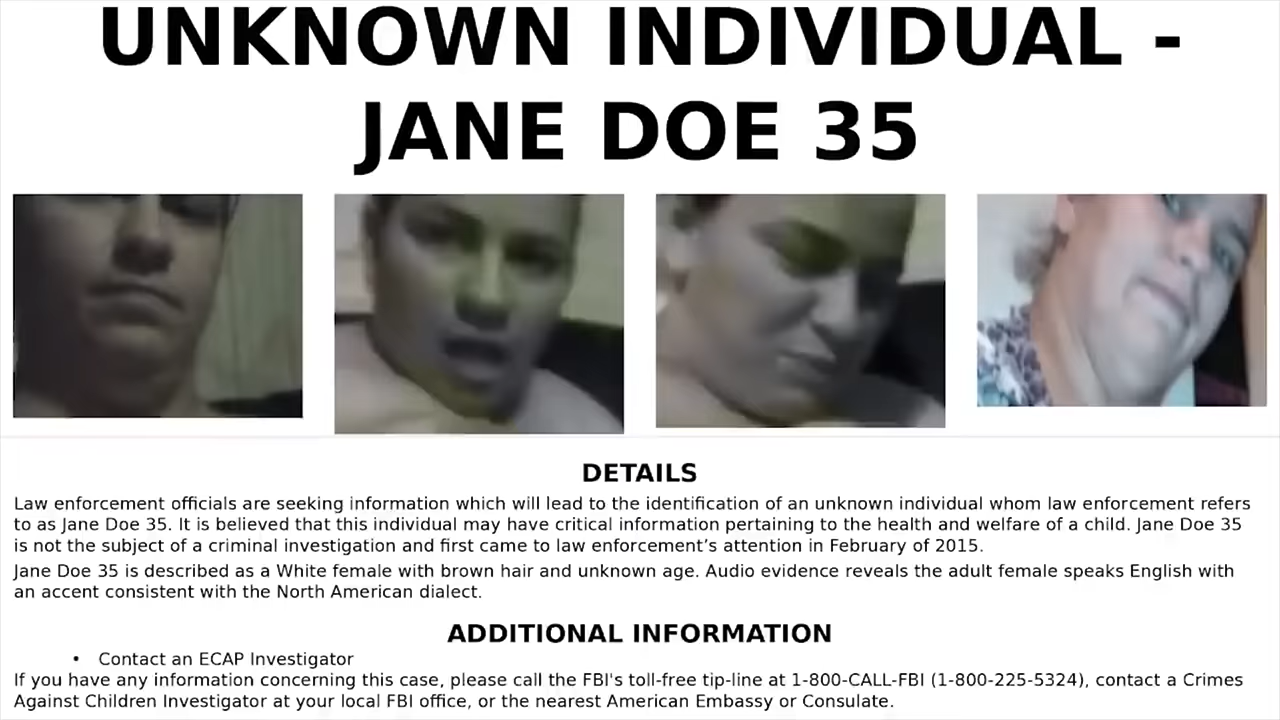 UNKNOWN INDIVIDUAL -
JANE DOE 35
DETAILS
Law enforcement officials are seeking information which will lead to the identification of an unknown individual whom law enforcement refers
to as Jane Doe 35. It is believed that this individual may have critical information pertaining to the health and welfare of a child. Jane Doe 35
is not the subject of a criminal investigation and first came to law enforcement’s attention in February of 2015.
Jane Doe 35 is described as a White female with brown hair and unknown age. Audio evidence reveals the adult female speaks English with
an accent consistent with the North American dialect.
ADDITIONAL INFORMATION
• Contact an ECAP Investigator
If you have any information concerning this case, please call the FBI's toll-free tip-line at 1-800-CALL-FBI (1-800-225-5324), contact a Crimes
Against Children Investigator at your local FBI office, or the nearest American Embassy or Consulate.